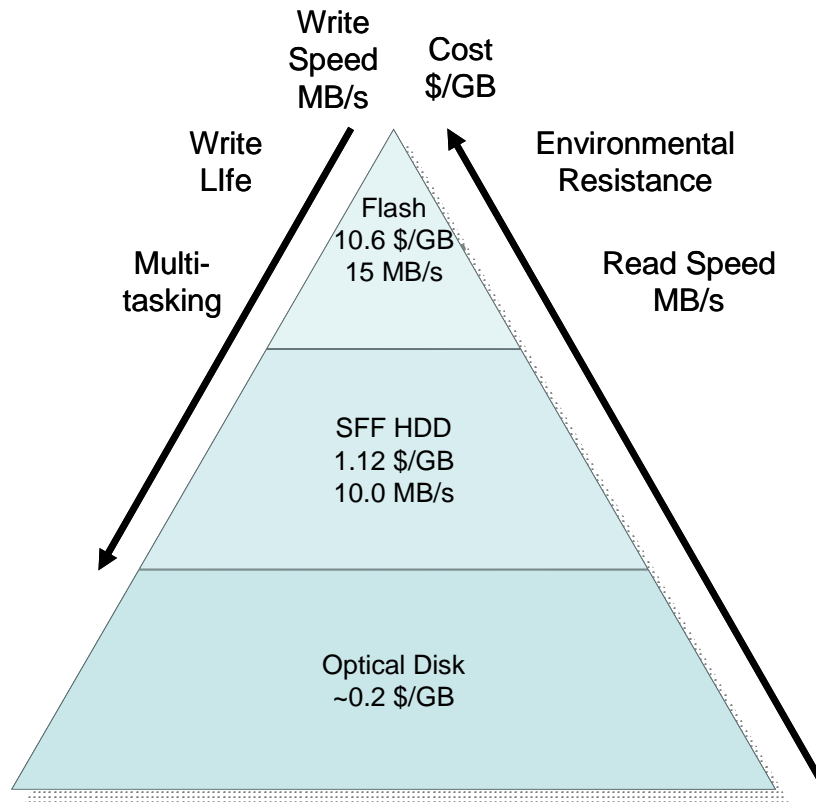 Write
Speed
MB/s
Cost
$/GB
Write
LIfe
Environmental
Resistance
Multi-
tasking
Read Speed
MB/s
Flash
10.6 $/GB
15 MB/s
SFF HDD
1.12 $/GB
10.0 MB/s
Optical Disk
~0.2 $/GB